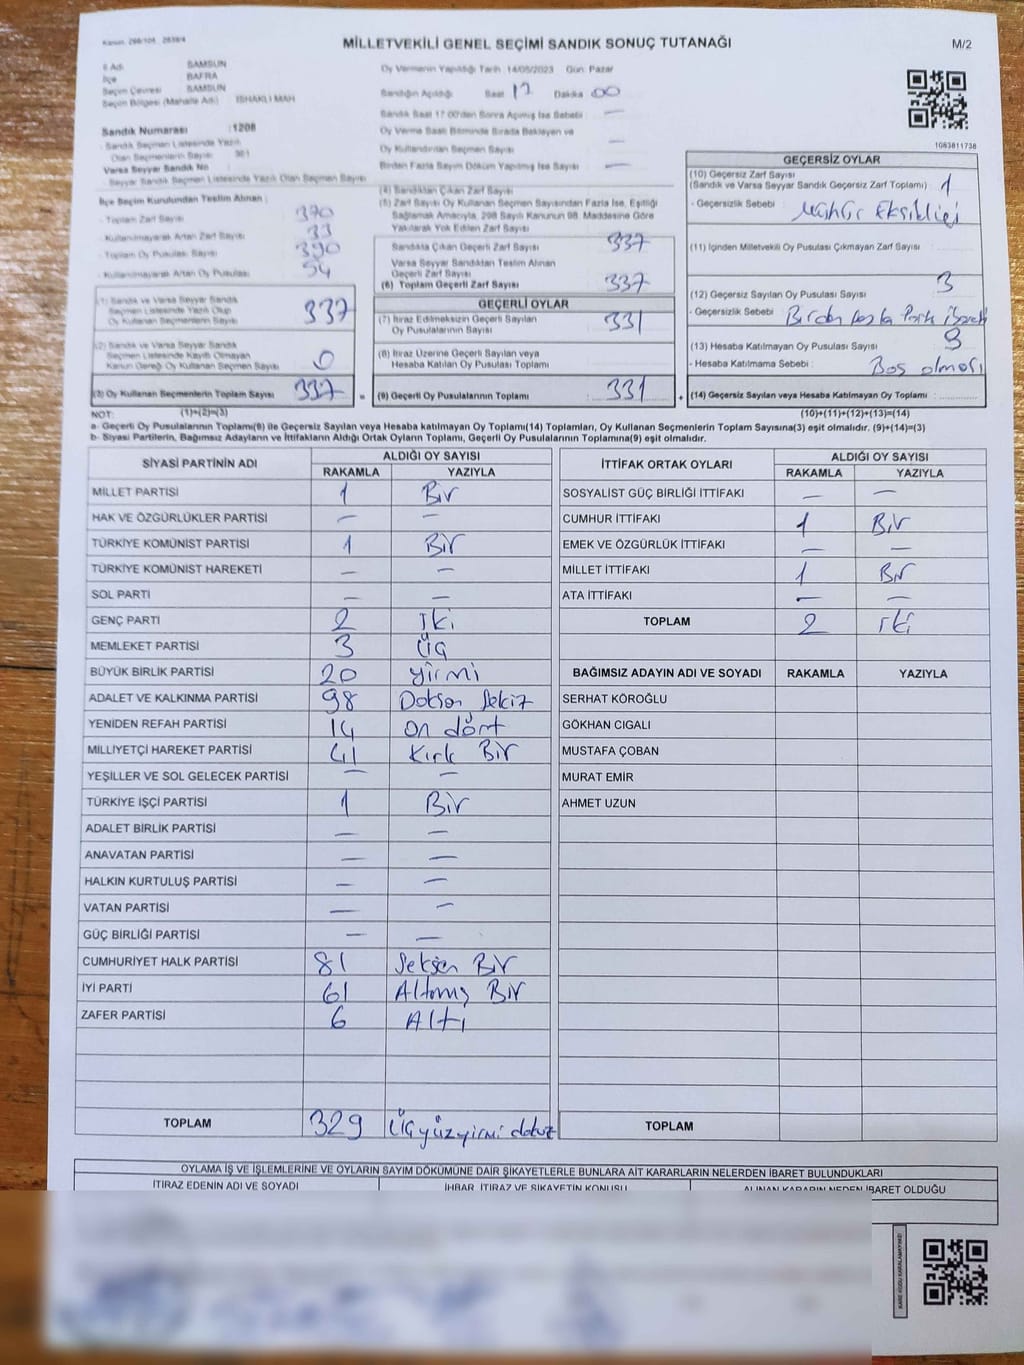 Kanun: 298/105 2839/4
MİLLETVEKİLİ GENEL SEÇİMİ SANDIK SONUÇ TUTANAĞI
M/2
İl Adı : SAMSUN
İlçe : BAFRA
Seçim Çevresi : SAMSUN
Seçim Bölgesi (Mahalle Adı) : İSHAKLI MAH
Sandık Numarası : 1208
- Sandık Seçmen Listesinde Yazılı
Olan Seçmenlerin Sayısı 361
Varsa Seyyar Sandık No :
- Seyyar Sandık Seçmen Listesinde Yazılı Olan Seçmen Sayısı
Oy Vermenin Yapıldığı Tarih: 14/05/2023 Gün: Pazar
Sandığın Açıldığı Saat 17 Dakika 00
Sandık Saat 17:00'den Sonra Açılmış İse Sebebi : —
Oy Verme Saati Bitiminde Sırada Bekleyen ve
Oy Kullandırılan Seçmen Sayısı : —
Birden Fazla Sayım Döküm Yapılmış İse Sayısı : —
1083811738
İlçe Seçim Kurulundan Teslim Alınan ;
- Toplam Zarf Sayısı : 370
- Kullanılmayarak Artan Zarf Sayısı : 33
- Toplam Oy Pusulası Sayısı : 390
- Kullanılmayarak Artan Oy Pusulası : 54
(1) Sandık ve Varsa Seyyar Sandık
Seçmen Listesinde Yazılı Olup
Oy Kullanan Seçmenlerin Sayısı : 337
(2) Sandık ve Varsa Seyyar Sandık
Seçmen Listesinde Kayıtlı Olmayan
Kanun Gereği Oy Kullanan Seçmen Sayısı : 0
(3) Oy Kullanan Seçmenlerin Toplam Sayısı : 337
(4) Sandıktan Çıkan Zarf Sayısı
(5) Zarf Sayısı Oy Kullanan Seçmen Sayısından Fazla İse, Eşitliği
Sağlamak Amacıyla, 298 Sayılı Kanunun 98. Maddesine Göre
Yakılarak Yok Edilen Zarf Sayısı
Sandıkta Çıkan Geçerli Zarf Sayısı : 337
Varsa Seyyar Sandıktan Teslim Alınan
Geçerli Zarf Sayısı
(6) Toplam Geçerli Zarf Sayısı : 337
GEÇERLİ OYLAR
(7) İtiraz Edilmeksizin Geçerli Sayılan
Oy Pusulalarının Sayısı : 331
(8) İtiraz Üzerine Geçerli Sayılan veya
Hesaba Katılan Oy Pusulası Toplamı :
= (9) Geçerli Oy Pusulalarının Toplamı : 331 +
GEÇERSİZ OYLAR
(10) Geçersiz Zarf Sayısı
(Sandık ve Varsa Seyyar Sandık Geçersiz Zarf Toplamı) : 1
- Geçersizlik Sebebi : Mühür Eksikliği
(11) İçinden Milletvekili Oy Pusulası Çıkmayan Zarf Sayısı :
(12) Geçersiz Sayılan Oy Pusulası Sayısı : 3
- Geçersizlik Sebebi : Birden fazla Parti İşareti
(13) Hesaba Katılmayan Oy Pusulası Sayısı : 3
- Hesaba Katılmama Sebebi : Boş olması
(14) Geçersiz Sayılan veya Hesaba Katılmayan Oy Toplamı :
NOT: (1)+(2)=(3) (10)+(11)+(12)+(13)=(14)
a- Geçerli Oy Pusulalarının Toplamı(9) ile Geçersiz Sayılan veya Hesaba katılmayan Oy Toplamı(14) Toplamları, Oy Kullanan Seçmenlerin Toplam Sayısına(3) eşit olmalıdır. (9)+(14)=(3)
b- Siyasi Partilerin, Bağımsız Adayların ve İttifakların Aldığı Ortak Oyların Toplamı, Geçerli Oy Pusulalarının Toplamına(9) eşit olmalıdır.
SİYASİ PARTİNİN ADI ALDIĞI OY SAYISI
RAKAMLA YAZIYLA
MİLLET PARTİSİ 1 Bir
HAK VE ÖZGÜRLÜKLER PARTİSİ — —
TÜRKİYE KOMÜNİST PARTİSİ 1 Bir
TÜRKİYE KOMÜNİST HAREKETİ — —
SOL PARTİ — —
GENÇ PARTİ 2 İki
MEMLEKET PARTİSİ 3 Üç
BÜYÜK BİRLİK PARTİSİ 20 yirmi
ADALET VE KALKINMA PARTİSİ 98 Doksan Sekiz
YENİDEN REFAH PARTİSİ 14 on dört
MİLLİYETÇİ HAREKET PARTİSİ 41 Kırk Bir
YEŞİLLER VE SOL GELECEK PARTİSİ — —
TÜRKİYE İŞÇİ PARTİSİ 1 Bir
ADALET BİRLİK PARTİSİ — —
ANAVATAN PARTİSİ — —
HALKIN KURTULUŞ PARTİSİ — —
VATAN PARTİSİ — —
GÜÇ BİRLİĞİ PARTİSİ — —
CUMHURİYET HALK PARTİSİ 81 Seksen Bir
İYİ PARTİ 61 Altmış Bir
ZAFER PARTİSİ 6 Altı
TOPLAM 329 Üçyüzyirmi dokuz
İTTİFAK ORTAK OYLARI ALDIĞI OY SAYISI
RAKAMLA YAZIYLA
SOSYALİST GÜÇ BİRLİĞİ İTTİFAKI — —
CUMHUR İTTİFAKI 1 Bir
EMEK VE ÖZGÜRLÜK İTTİFAKI — —
MİLLET İTTİFAKI 1 Bir
ATA İTTİFAKI — —
TOPLAM 2 İki
BAĞIMSIZ ADAYIN ADI VE SOYADI RAKAMLA YAZIYLA
SERHAT KÖROĞLU
GÖKHAN CIGALI
MUSTAFA ÇOBAN
MURAT EMİR
AHMET UZUN
TOPLAM
OYLAMA İŞ VE İŞLEMLERİNE VE OYLARIN SAYIM DÖKÜMÜNE DAİR ŞİKAYETLERLE BUNLARA AİT KARARLARIN NELERDEN İBARET BULUNDUKLARI
İTİRAZ EDENİN ADI VE SOYADI İHBAR, İTİRAZ VE ŞİKAYETİN KONUSU ALINAN KARARIN NEDEN İBARET OLDUĞU
KARE KODU KARALAMAYINIZ!